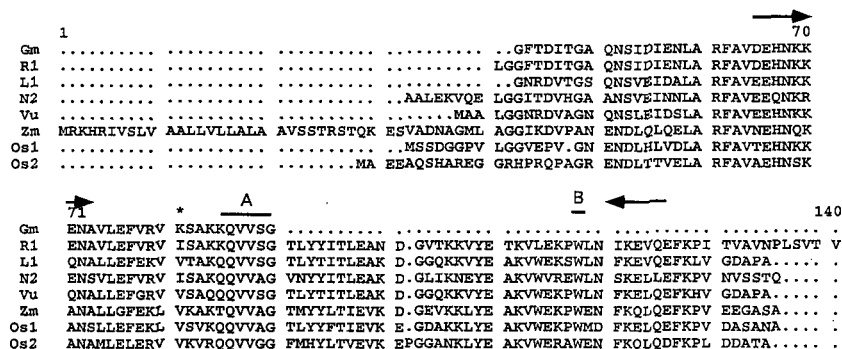 1 70
Gm .......... .......... .......... .......... ..GFTDITGA QNSIDIENLA RFAVDEHNKK
R1 .......... .......... .......... .......... LGGFTDITGA QNSIDIENLA RFAVDEHNKK
L1 .......... .......... .......... .......... ..GNRDVTGS QNSVEIDALA RFAVEEHNKK
N2 .......... .......... .......... ..AALEKVQE LGGITDVHGA ANSVEINNLA RFAVEEQNKR
Vu .......... .......... .......... .......MAA LGGNRDVAGN QNSLEIDSLA RFAVEEHNKK
Zm MRKHRIVSLV AALLVLLALA AVSSTRSTQK ESVADNAGML AGGIKDVPAN ENDLQLQELA RFAVNEHNQK
Os1 .......... .......... .......... ..MSSDGGPVL GGVEPV.GN ENDLHLVDLA RFAVTEHNKK
Os2 .......... .......... .......MA EEAQSHAREG GRHPRQPAGR ENDLTTVELA RFAVAEHNSK
71 * A B 140
Gm ENAVLEFVRV KSAKKQVVSG .......... .......... .......... .......... ..........
R1 ENAVLEFVRV ISAKKQVVSG TLYYITLEAN D.GVTKKVYE TKVLEKPWLN IKEVQEFKPI TVAVNPLSVT V
L1 QNALLEFEKV VTAKQQVVSG TLYYITLEAK D.GGQKKVYE AKVWEKSWLN FKEVQEFKLV GDAPA.....
N2 ENSVLEFVRV ISAKQQVVAG VNYYITLEAK D.GLIKNEYE AKVWVREWLN SKELLEFKPV NVSSTQ....
Vu QNALLEFGRV VSAQQQVVSG TLYYITLEAK D.GGQKKVYE AKVWEKPWLN FKELQEFKHV GDAPA.....
Zm ANALLGFEKL VKAKTQVVAG TMYYLTIEVK D.GEVKKLYE AKVWEKPWEN FKQLQEFKPV EEGASA....
Os1 ANSLLEFEKL VSVKQQVVAG TLYYFTIEVK E.GDAKKLYE AKVWEKPWMD FKELQEFKPV DASANA....
Os2 ANAMLELERV VKVRQQVVGG FMHYLTVEVK EPGGANKLYE AKVWERAWEN FKQLQDFKPL DDATA.....